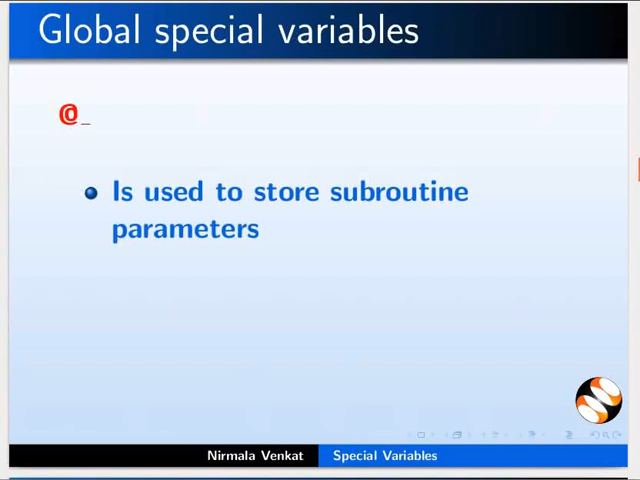 Global special variables
@_
Is used to store subroutine
parameters
Nirmala Venkat
Special Variables